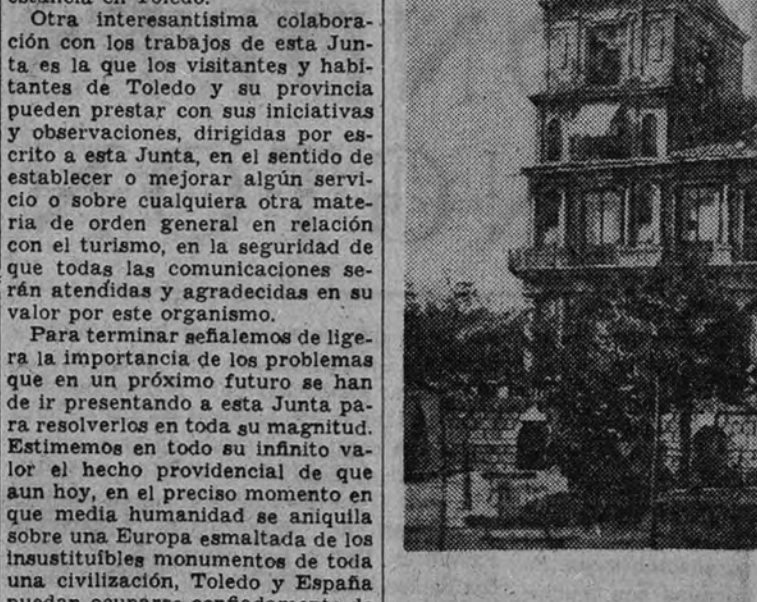 estancia en Toledo.
Otra interesantísima colabora-
ción con los trabajos de esta Jun-
ta es la que los visitantes y habi-
tantes de Toledo y su provincia
pueden prestar con sus iniciativas
y observaciones, dirigidas por es-
crito a esta Junta, en el sentido de
establecer o mejorar algún servi-
cio o sobre cualquiera otra mate-
ria de orden general en relación
con el turismo, en la seguridad de
que todas las comunicaciones se-
rán atendidas y agradecidas en su
valor por este organismo.
Para terminar señalemos de lige-
ra la importancia de los problemas
que en un próximo futuro se han
de ir presentando a esta Junta pa-
ra resolverlos en toda su magnitud.
Estimemos en todo su infinito va-
lor el hecho providencial de que
aun hoy, en el preciso momento en
que media humanidad se aniquila
sobre una Europa esmaltada de los
insustituíbles monumentos de toda
una civilización, Toledo y España
puedan ocuparse confiadamente de